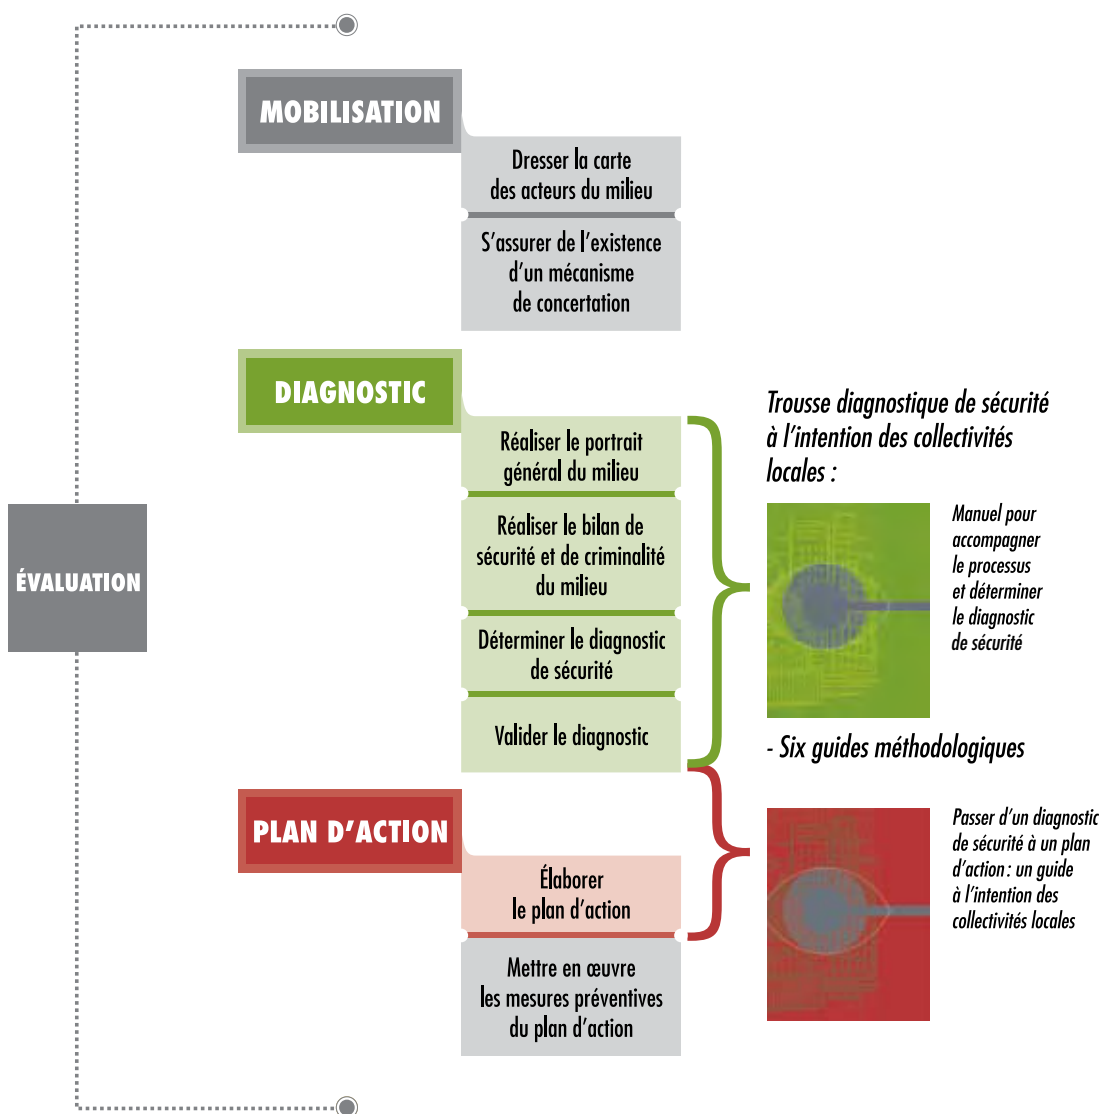 MOBILISATION
Dresser la carte
des acteurs du milieu
S'assurer de l'existence
d'un mécanisme
de concertation
DIAGNOSTIC
Réaliser le portrait
général du milieu
Réaliser le bilan de
sécurité et de criminalité
du milieu
Déterminer le diagnostic
de sécurité
Valider le diagnostic
Trousse diagnostique de sécurité
à l'intention des collectivités
locales :
Manuel pour
accompagner
le processus
et déterminer
le diagnostic
de sécurité
- Six guides méthodologiques
ÉVALUATION
PLAN D'ACTION
Élaborer
le plan d'action
Mettre en œuvre
les mesures préventives
du plan d'action
Passer d'un diagnostic
de sécurité à un plan
d'action : un guide
à l'intention des
collectivités locales